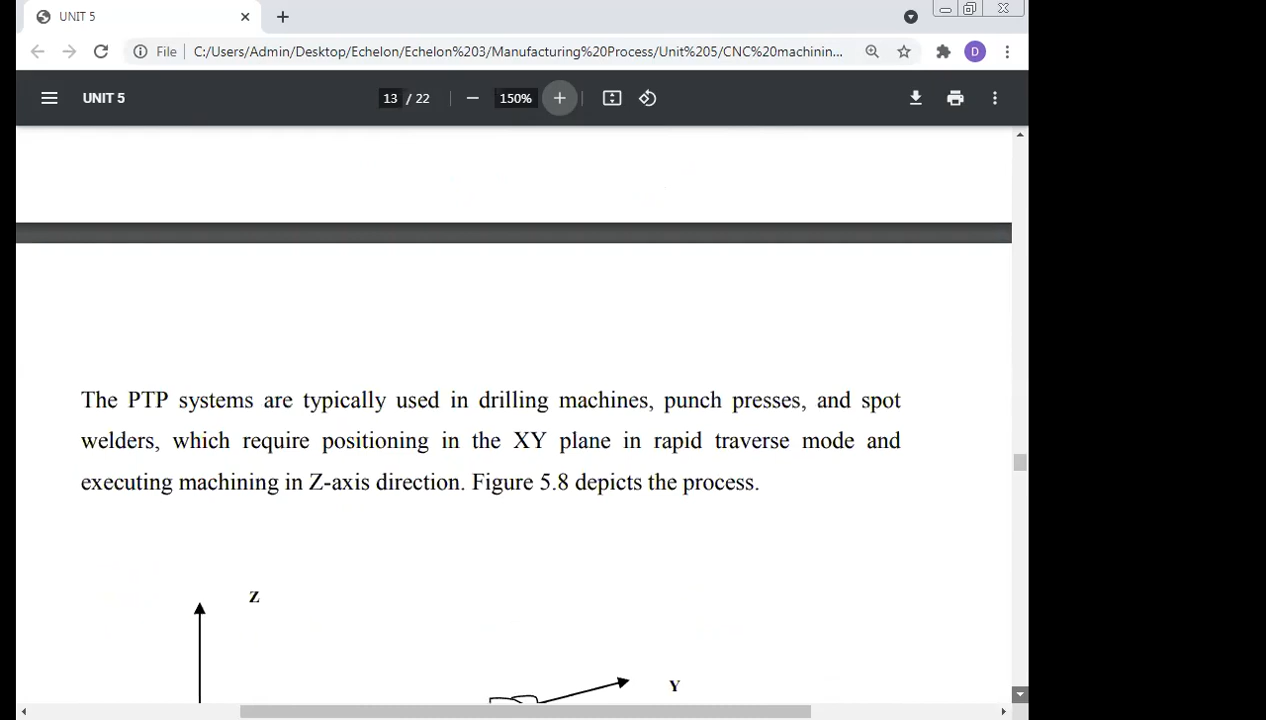 UNIT 5
File
C:/Users/Admin/Desktop/Echelon/Echelon%203/Manufacturing%20Process/Unit%205/CNC%20machinin...
D
UNIT 5
13 / 22
150%
The PTP systems are typically used in drilling machines, punch presses, and spot
welders, which require positioning in the XY plane in rapid traverse mode and
executing machining in Z-axis direction. Figure 5.8 depicts the process.
Z
Y